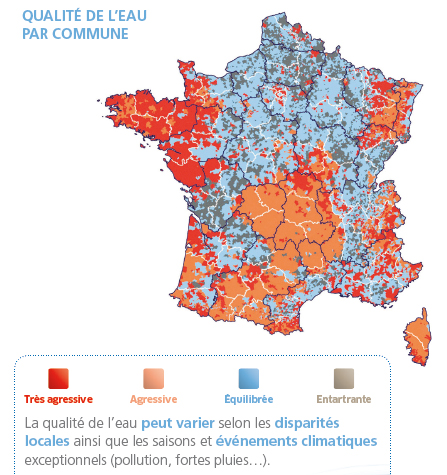 QUALITÉ DE L'EAU
PAR COMMUNE
Très agressive
Agressive
Équilibrée
Entartrante
La qualité de l'eau peut varier selon les disparités
locales ainsi que les saisons et événements climatiques
exceptionnels (pollution, fortes pluies...).